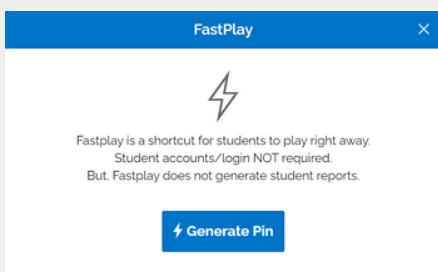 FastPlay
Fastplay is a shortcut for students to play right away.
Student accounts/login NOT required.
But, Fastplay does not generate student reports.
Generate Pin